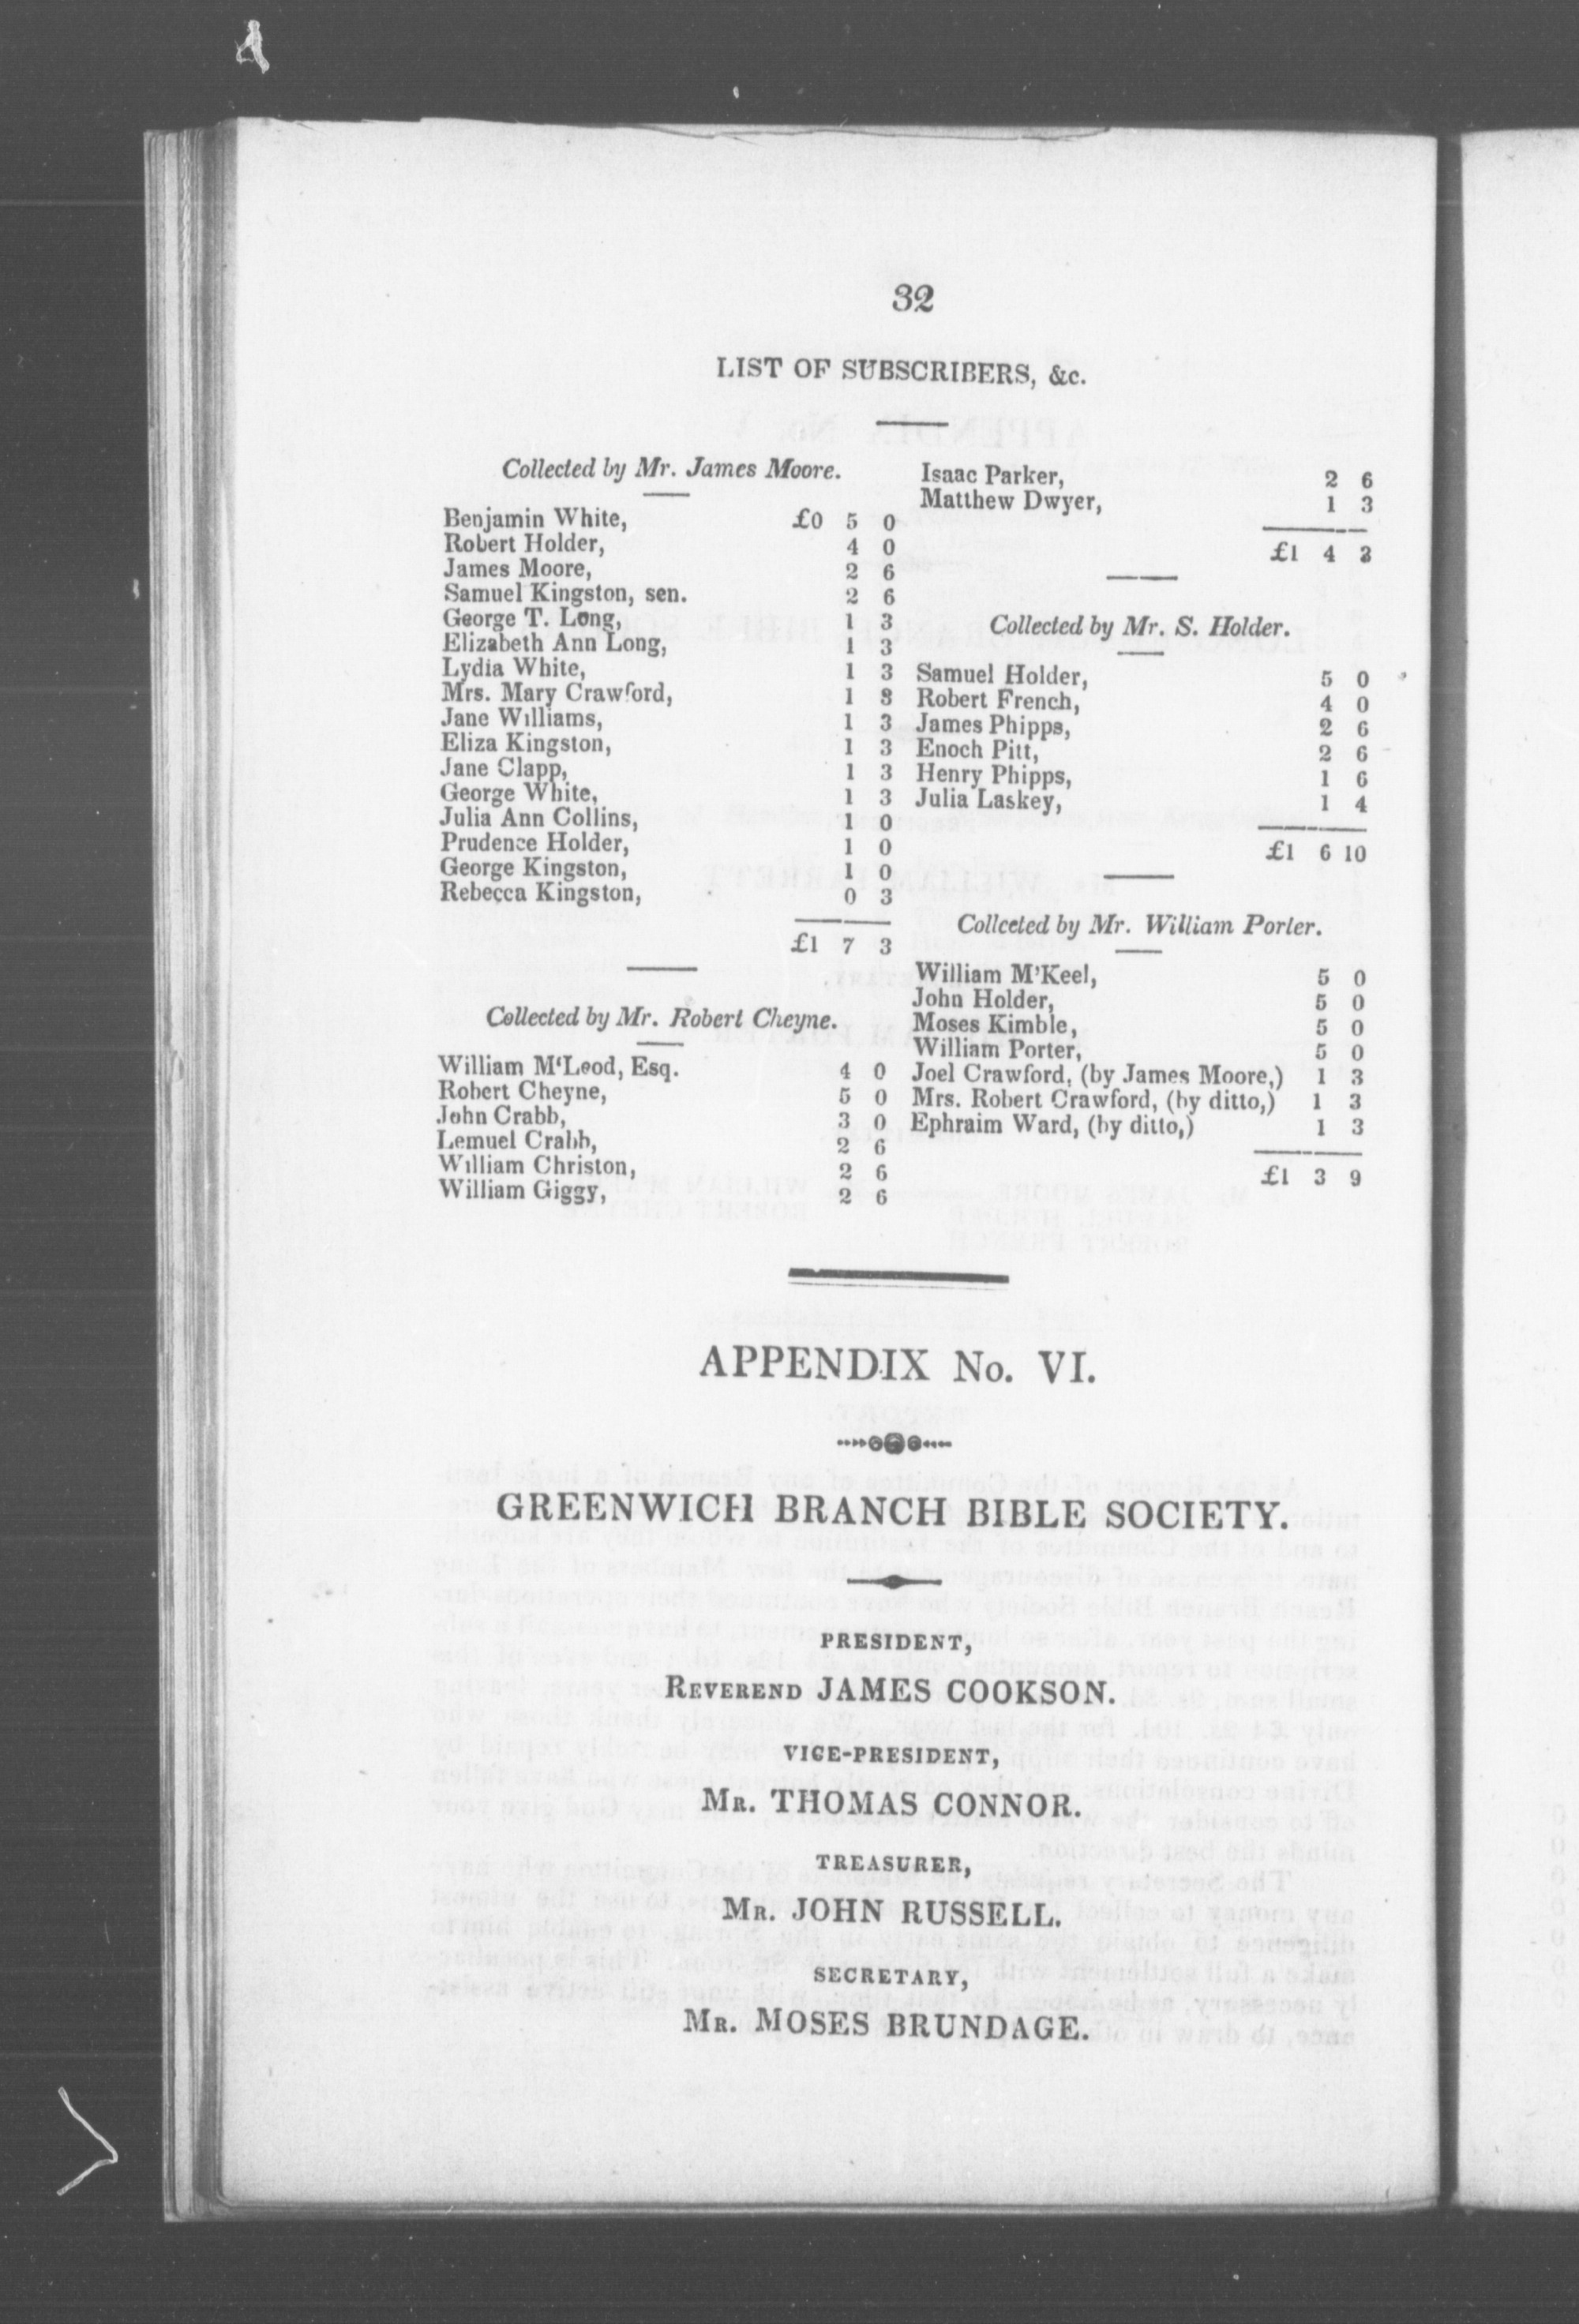 32
LIST OF SUBSCRIBERS, &c.
Collected by Mr. James Moore.
Benjamin White, £0 5 0
Robert Holder, 4 0
James Moore, 2 6
Samuel Kingston, sen. 2 6
George T. Long, 1 3
Elizabeth Ann Long, 1 3
Lydia White, 1 3
Mrs. Mary Crawford, 1 3
Jane Williams, 1 3
Eliza Kingston, 1 3
Jane Clapp, 1 3
George White, 1 3
Julia Ann Collins, 1 0
Prudence Holder, 1 0
George Kingston, 1 0
Rebecca Kingston, 0 3
£1 7 3
Collected by Mr. Robert Cheyne.
William M'Leod, Esq. 4 0
Robert Cheyne, 5 0
John Crabb, 3 0
Lemuel Crabb, 2 6
William Christon, 2 6
William Giggy, 2 6
Isaac Parker, 2 6
Matthew Dwyer, 1 3
£1 4 3
Collected by Mr. S. Holder.
Samuel Holder, 5 0
Robert French, 4 0
James Phipps, 2 6
Enoch Pitt, 2 6
Henry Phipps, 1 6
Julia Laskey, 1 4
£1 6 10
Collceted by Mr. William Porter.
William M'Keel, 5 0
John Holder, 5 0
Moses Kimble, 5 0
William Porter, 5 0
Joel Crawford, (by James Moore,) 1 3
Mrs. Robert Crawford, (by ditto,) 1 3
Ephraim Ward, (by ditto,) 1 3
£1 3 9
APPENDIX No. VI.
GREENWICH BRANCH BIBLE SOCIETY.
PRESIDENT,
REVEREND JAMES COOKSON.
VICE-PRESIDENT,
MR. THOMAS CONNOR.
TREASURER,
MR. JOHN RUSSELL.
SECRETARY,
MR. MOSES BRUNDAGE.